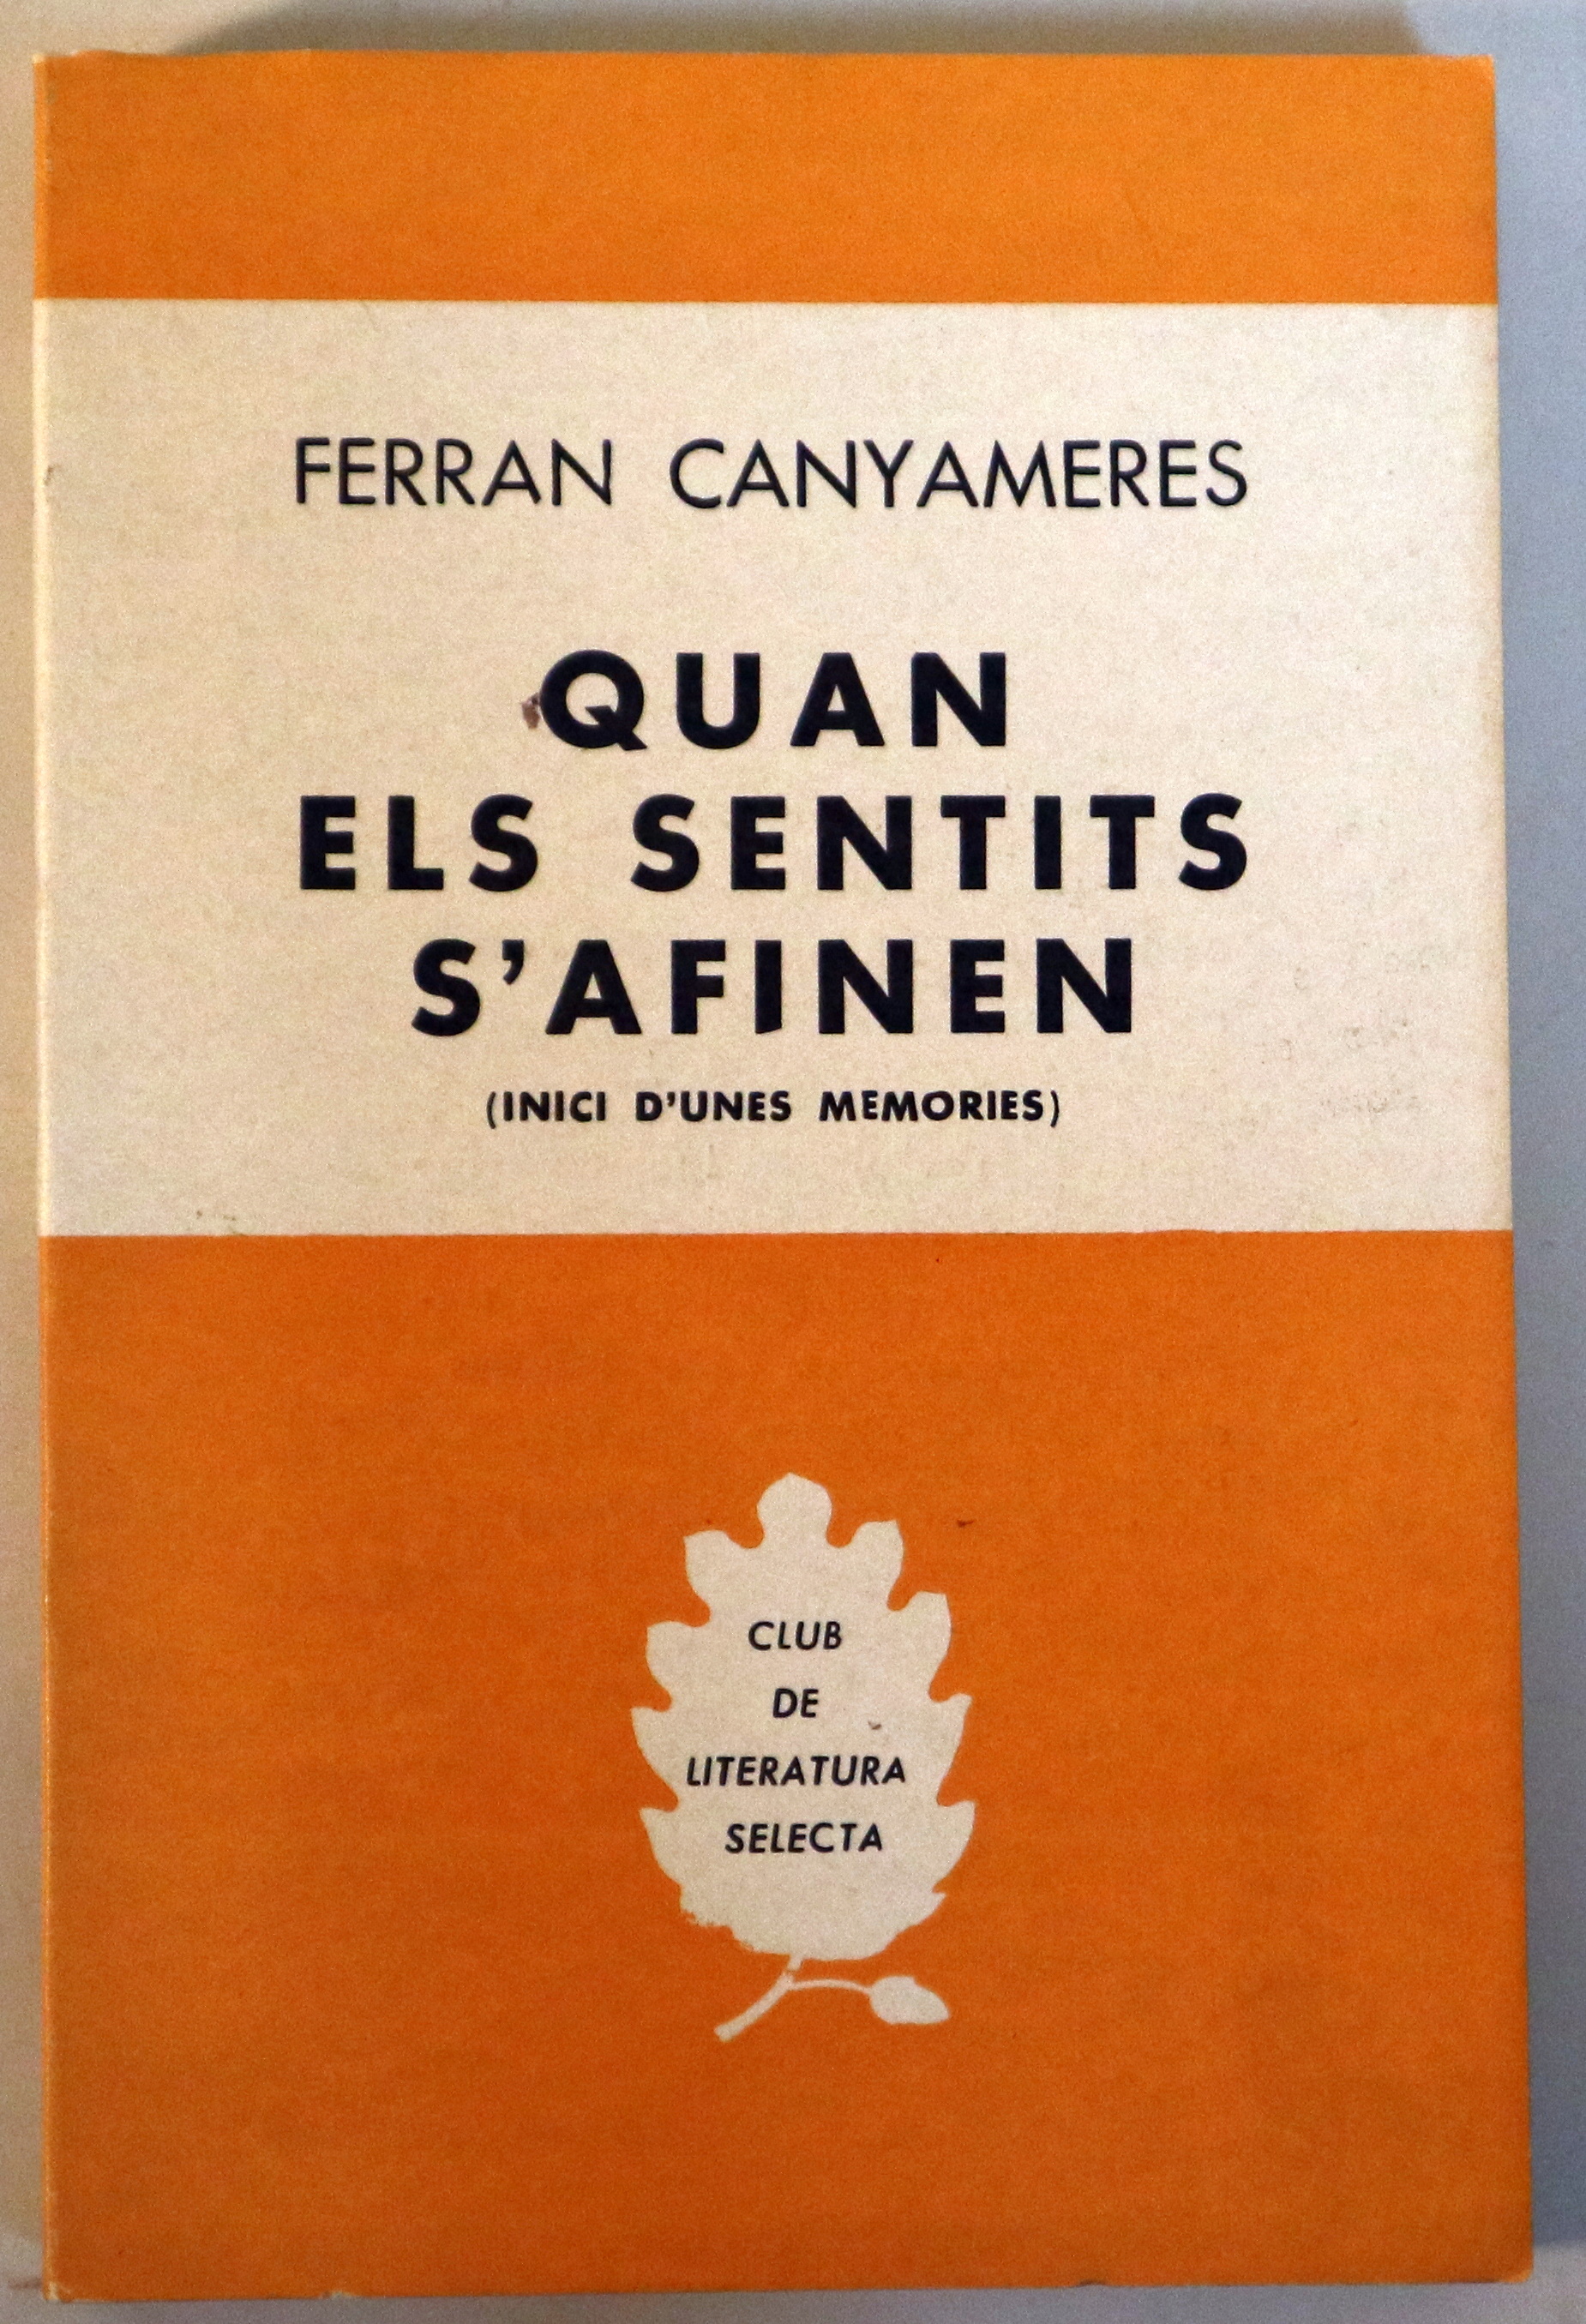 FERRAN CANYAMERES
QUAN
ELS SENTITS
S’AFINEN
(INICI D’UNES MEMORIES)
CLUB
DE
LITERATURA
SELECTA